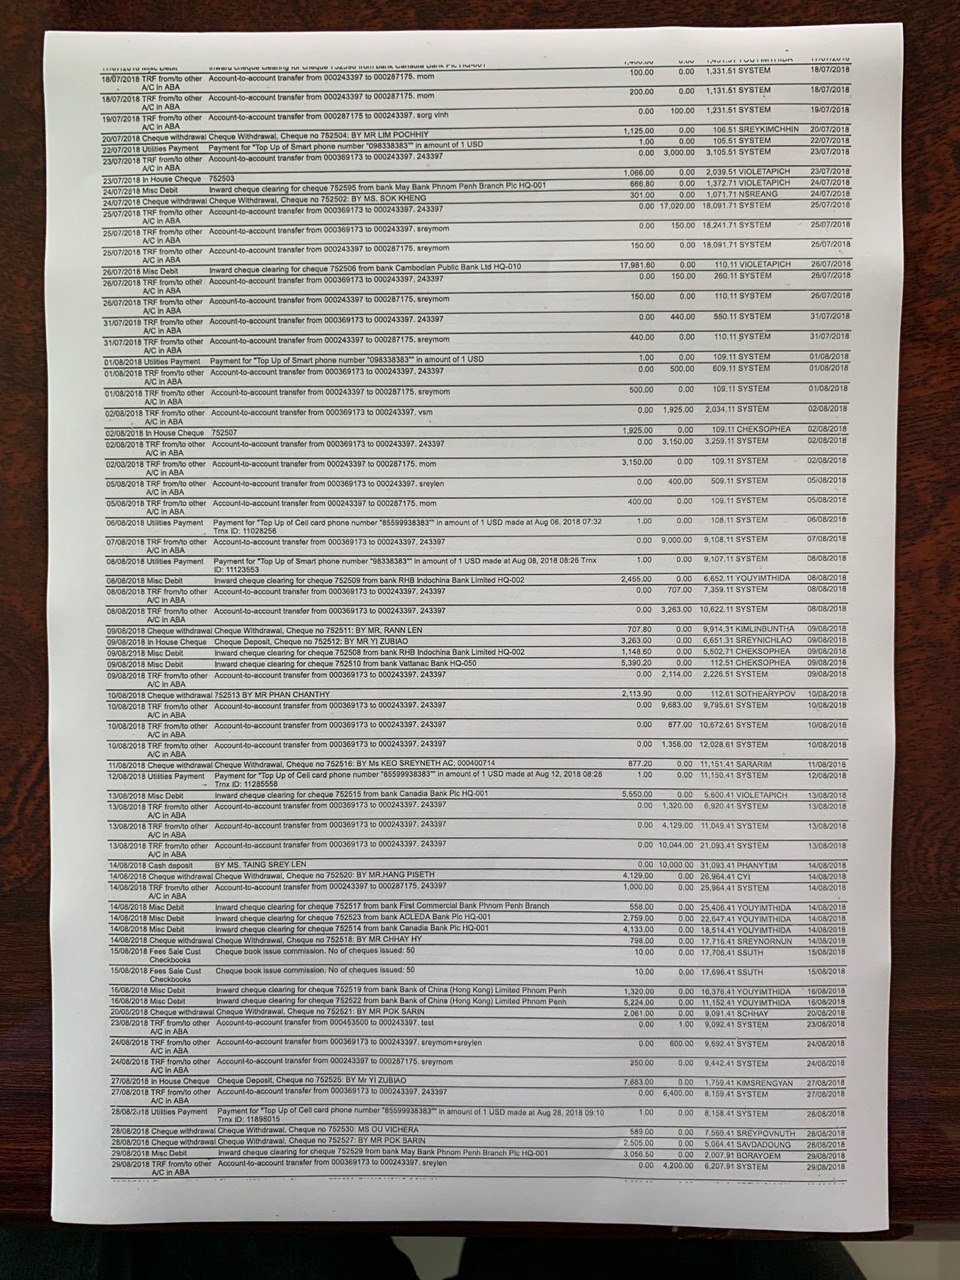 18/07/2018 TRF from/to other Account-to-account transfer from 000243397 to 000287175. mom 100.00 0.00 1,331.51 SYSTEM 18/07/2018
A/C in ABA
18/07/2018 TRF from/to other Account-to-account transfer from 000243397 to 000287175. mom 200.00 0.00 1,131.51 SYSTEM 18/07/2018
A/C in ABA
19/07/2018 TRF from/to other Account-to-account transfer from 000243397 to 000287175. sorg vinh 0.00 100.00 1,231.51 SYSTEM 19/07/2018
A/C in ABA
20/07/2018 Cheque withdrawal Cheque Withdrawal, Cheque no 752504: BY MR LIM POCHHIY 1,125.00 0.00 106.51 SREYKIMCHHIN 20/07/2018
22/07/2018 Utilities Payment Payment for "Top Up of Smart phone number "098338383"" in amount of 1 USD 1.00 0.00 105.51 SYSTEM 22/07/2018
23/07/2018 TRF from/to other Account-to-account transfer from 000369173 to 000243397. 243397 0.00 3,000.00 3,105.51 SYSTEM 23/07/2018
A/C in ABA
23/07/2018 In House Cheque 752503 1,066.00 0.00 2,039.51 VIOLETAPICH 23/07/2018
24/07/2018 Misc Debit Inward cheque clearing for cheque 752595 from bank May Bank Phnom Penh Branch Plc HQ-001 666.80 0.00 1,372.71 VIOLETAPICH 24/07/2018
24/07/2018 Cheque withdrawal Cheque Withdrawal, Cheque no 752502: BY MS. SOK KHENG 301.00 0.00 1,071.71 NSREANG 24/07/2018
25/07/2018 TRF from/to other Account-to-account transfer from 000369173 to 000243397. 243397 0.00 17,020.00 18,091.71 SYSTEM 25/07/2018
A/C in ABA
25/07/2018 TRF from/to other Account-to-account transfer from 000369173 to 000243397. sreymom 0.00 150.00 18,241.71 SYSTEM 25/07/2018
A/C in ABA
25/07/2018 TRF from/to other Account-to-account transfer from 000243397 to 000287175. sreymom 150.00 0.00 18,091.71 SYSTEM 25/07/2018
A/C in ABA
26/07/2018 Misc Debit Inward cheque clearing for cheque 752506 from bank Cambodian Public Bank Ltd HQ-010 17,981.60 0.00 110.11 VIOLETAPICH 26/07/2018
26/07/2018 TRF from/to other Account-to-account transfer from 000369173 to 000243397. 243397 0.00 150.00 260.11 SYSTEM 26/07/2018
A/C in ABA
26/07/2018 TRF from/to other Account-to-account transfer from 000243397 to 000287175. sreymom 150.00 0.00 110.11 SYSTEM 26/07/2018
A/C in ABA
31/07/2018 TRF from/to other Account-to-account transfer from 000369173 to 000243397. 243397 0.00 440.00 550.11 SYSTEM 31/07/2018
A/C in ABA
31/07/2018 TRF from/to other Account-to-account transfer from 000243397 to 000287175. sreymom 440.00 0.00 110.11 SYSTEM 31/07/2018
A/C in ABA
01/08/2018 Utilities Payment Payment for "Top Up of Smart phone number "098338383"" in amount of 1 USD 1.00 0.00 109.11 SYSTEM 01/08/2018
01/08/2018 TRF from/to other Account-to-account transfer from 000369173 to 000243397. 243397 0.00 500.00 609.11 SYSTEM 01/08/2018
A/C in ABA
01/08/2018 TRF from/to other Account-to-account transfer from 000243397 to 000287175. sreymom 500.00 0.00 109.11 SYSTEM 01/08/2018
A/C in ABA
02/08/2018 TRF from/to other Account-to-account transfer from 000369173 to 000243397. vsm 0.00 1,925.00 2,034.11 SYSTEM 02/08/2018
A/C in ABA
02/08/2018 In House Cheque 752507 1,925.00 0.00 109.11 CHEKSOPHEA 02/08/2018
02/08/2018 TRF from/to other Account-to-account transfer from 000369173 to 000243397. 243397 0.00 3,150.00 3,259.11 SYSTEM 02/08/2018
A/C in ABA
02/08/2018 TRF from/to other Account-to-account transfer from 000243397 to 000287175. mom 3,150.00 0.00 109.11 SYSTEM 02/08/2018
A/C in ABA
05/08/2018 TRF from/to other Account-to-account transfer from 000369173 to 000243397. sreylen 0.00 400.00 509.11 SYSTEM 05/08/2018
A/C in ABA
05/08/2018 TRF from/to other Account-to-account transfer from 000243397 to 000287175. mom 400.00 0.00 109.11 SYSTEM 05/08/2018
A/C in ABA
06/08/2018 Utilities Payment Payment for "Top Up of Cell card phone number "85599938383"" in amount of 1 USD made at Aug 06, 2018 07:32 1.00 0.00 108.11 SYSTEM 06/08/2018
Trnx ID: 11028256
07/08/2018 TRF from/to other Account-to-account transfer from 000369173 to 000243397. 243397 0.00 9,000.00 9,108.11 SYSTEM 07/08/2018
A/C in ABA
08/08/2018 Utilities Payment Payment for "Top Up of Smart phone number "98338383"" in amount of 1 USD made at Aug 08, 2018 08:26 Trnx 1.00 0.00 9,107.11 SYSTEM 08/08/2018
ID: 11123553
08/08/2018 Misc Debit Inward cheque clearing for cheque 752509 from bank RHB Indochina Bank Limited HQ-002 2,455.00 0.00 6,652.11 YOUYIMTHIDA 08/08/2018
08/08/2018 TRF from/to other Account-to-account transfer from 000369173 to 000243397. 243397 0.00 707.00 7,359.11 SYSTEM 08/08/2018
A/C in ABA
08/08/2018 TRF from/to other Account-to-account transfer from 000369173 to 000243397. 243397 0.00 3,263.00 10,622.11 SYSTEM 08/08/2018
A/C in ABA
09/08/2018 Cheque withdrawal Cheque Withdrawal, Cheque no 752511: BY MR. RANN LEN 707.80 0.00 9,914.31 KIMLINBUNTHA 09/08/2018
09/08/2018 In House Cheque Cheque Deposit, Cheque no 752512: BY MR YI ZUBIAO 3,263.00 0.00 6,651.31 SREYNICHLAO 09/08/2018
09/08/2018 Misc Debit Inward cheque clearing for cheque 752508 from bank RHB Indochina Bank Limited HQ-002 1,148.60 0.00 5,502.71 CHEKSOPHEA 09/08/2018
09/08/2018 Misc Debit Inward cheque clearing for cheque 752510 from bank Vattanac Bank HQ-050 5,390.20 0.00 112.51 CHEKSOPHEA 09/08/2018
09/08/2018 TRF from/to other Account-to-account transfer from 000369173 to 000243397. 243397 0.00 2,114.00 2,226.51 SYSTEM 09/08/2018
A/C in ABA
10/08/2018 Cheque withdrawal 752513 BY MR PHAN CHANTHY 2,113.90 0.00 112.61 SOTHEARYPOV 10/08/2018
10/08/2018 TRF from/to other Account-to-account transfer from 000369173 to 000243397. 243397 0.00 9,683.00 9,795.61 SYSTEM 10/08/2018
A/C in ABA
10/08/2018 TRF from/to other Account-to-account transfer from 000369173 to 000243397. 243397 0.00 877.00 10,672.61 SYSTEM 10/08/2018
A/C in ABA
10/08/2018 TRF from/to other Account-to-account transfer from 000369173 to 000243397. 243397 0.00 1,356.00 12,028.61 SYSTEM 10/08/2018
A/C in ABA
11/08/2018 Cheque withdrawal Cheque Withdrawal, Cheque no 752516: BY Ms KEO SREYNETH AC: 000400714 877.20 0.00 11,151.41 SARARIM 11/08/2018
12/08/2018 Utilities Payment Payment for "Top Up of Cell card phone number "85599938383"" in amount of 1 USD made at Aug 12, 2018 08:28 1.00 0.00 11,150.41 SYSTEM 12/08/2018
Trnx ID: 11285558
13/08/2018 Misc Debit Inward cheque clearing for cheque 752515 from bank Canadia Bank Plc HQ-001 5,550.00 0.00 5,600.41 VIOLETAPICH 13/08/2018
13/08/2018 TRF from/to other Account-to-account transfer from 000369173 to 000243397. 243397 0.00 1,320.00 6,920.41 SYSTEM 13/08/2018
A/C in ABA
13/08/2018 TRF from/to other Account-to-account transfer from 000369173 to 000243397. 243397 0.00 4,129.00 11,049.41 SYSTEM 13/08/2018
A/C in ABA
13/08/2018 TRF from/to other Account-to-account transfer from 000369173 to 000243397. 243397 0.00 10,044.00 21,093.41 SYSTEM 13/08/2018
A/C in ABA
14/08/2018 Cash deposit BY MS. TAING SREY LEN 0.00 10,000.00 31,093.41 PHANYTIM 14/08/2018
14/08/2018 Cheque withdrawal Cheque Withdrawal, Cheque no 752520: BY MR.HANG PISETH 4,129.00 0.00 26,964.41 CYI 14/08/2018
14/08/2018 TRF from/to other Account-to-account transfer from 000243397 to 000287175. 243397 1,000.00 0.00 25,964.41 SYSTEM 14/08/2018
A/C in ABA
14/08/2018 Misc Debit Inward cheque clearing for cheque 752517 from bank First Commercial Bank Phnom Penh Branch 558.00 0.00 25,406.41 YOUYIMTHIDA 14/08/2018
14/08/2018 Misc Debit Inward cheque clearing for cheque 752523 from bank ACLEDA Bank Plc HQ-001 2,759.00 0.00 22,647.41 YOUYIMTHIDA 14/08/2018
14/08/2018 Misc Debit Inward cheque clearing for cheque 752514 from bank Canadia Bank Plc HQ-001 4,133.00 0.00 18,514.41 YOUYIMTHIDA 14/08/2018
14/08/2018 Cheque withdrawal Cheque Withdrawal, Cheque no 752518: BY MR CHHAY HY 798.00 0.00 17,716.41 SREYNORNUN 14/08/2018
15/08/2018 Fees Sale Cust Cheque book issue commission. No of cheques issued: 50 10.00 0.00 17,706.41 SSUTH 15/08/2018
Checkbooks
15/08/2018 Fees Sale Cust Cheque book issue commission. No of cheques issued: 50 10.00 0.00 17,696.41 SSUTH 15/08/2018
Checkbooks
16/08/2018 Misc Debit Inward cheque clearing for cheque 752519 from bank Bank of China (Hong Kong) Limited Phnom Penh 1,320.00 0.00 16,376.41 YOUYIMTHIDA 16/08/2018
16/08/2018 Misc Debit Inward cheque clearing for cheque 752522 from bank Bank of China (Hong Kong) Limited Phnom Penh 5,224.00 0.00 11,152.41 YOUYIMTHIDA 16/08/2018
20/08/2018 Cheque withdrawal Cheque Withdrawal, Cheque no 752521: BY MR POK SARIN 2,061.00 0.00 9,091.41 SCHHAY 20/08/2018
23/08/2018 TRF from/to other Account-to-account transfer from 000453500 to 000243397. test 0.00 1.00 9,092.41 SYSTEM 23/08/2018
A/C in ABA
24/08/2018 TRF from/to other Account-to-account transfer from 000369173 to 000243397. sreymom+sreylen 0.00 600.00 9,692.41 SYSTEM 24/08/2018
A/C in ABA
24/08/2018 TRF from/to other Account-to-account transfer from 000243397 to 000287175. sreymom 250.00 0.00 9,442.41 SYSTEM 24/08/2018
A/C in ABA
27/08/2018 In House Cheque Cheque Deposit, Cheque no 752525: BY Mr YI ZUBIAO 7,683.00 0.00 1,759.41 KIMSRENGYAN 27/08/2018
27/08/2018 TRF from/to other Account-to-account transfer from 000369173 to 000243397. 243397 0.00 6,400.00 8,159.41 SYSTEM 27/08/2018
A/C in ABA
28/08/2018 Utilities Payment Payment for "Top Up of Cell card phone number "85599938383"" in amount of 1 USD made at Aug 28, 2018 09:10 1.00 0.00 8,158.41 SYSTEM 28/08/2018
Trnx ID: 11898015
28/08/2018 Cheque withdrawal Cheque Withdrawal, Cheque no 752530: MS OU VICHERA 589.00 0.00 7,569.41 SREYPOVNUTH 28/08/2018
28/08/2018 Cheque withdrawal Cheque Withdrawal, Cheque no 752527: BY MR POK SARIN 2,505.00 0.00 5,064.41 SAVDADOUNG 28/08/2018
29/08/2018 Misc Debit Inward cheque clearing for cheque 752529 from bank May Bank Phnom Penh Branch Plc HQ-001 3,056.50 0.00 2,007.91 BORAYOEM 29/08/2018
29/08/2018 TRF from/to other Account-to-account transfer from 000369173 to 000243397. sreylen 0.00 4,200.00 6,207.91 SYSTEM 29/08/2018
A/C in ABA